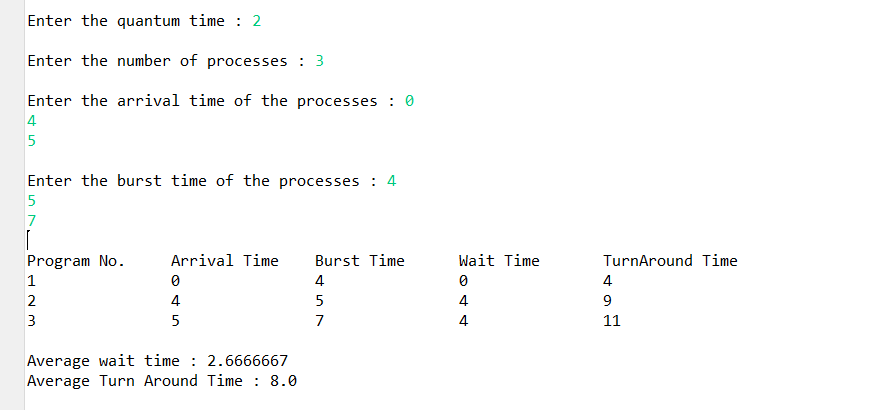 Enter the quantum time : 2
Enter the number of processes : 3
Enter the arrival time of the processes : 0
4
5
Enter the burst time of the processes : 4
5
7
Program No. Arrival Time Burst Time Wait Time TurnAround Time
1 0 4 0 4
2 4 5 4 9
3 5 7 4 11
Average wait time : 2.6666667
Average Turn Around Time : 8.0